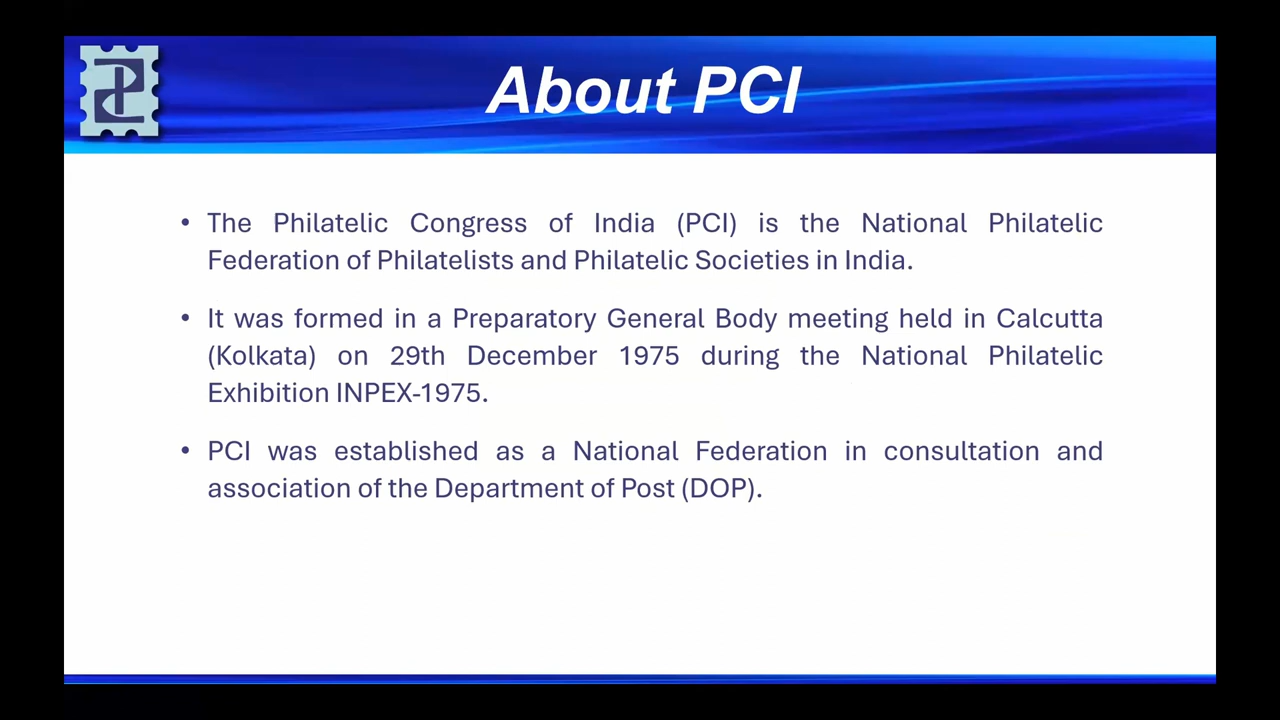 About PCI
• The Philatelic Congress of India (PCI) is the National Philatelic
Federation of Philatelists and Philatelic Societies in India.
• It was formed in a Preparatory General Body meeting held in Calcutta
(Kolkata) on 29th December 1975 during the National Philatelic
Exhibition INPEX-1975.
• PCI was established as a National Federation in consultation and
association of the Department of Post (DOP).